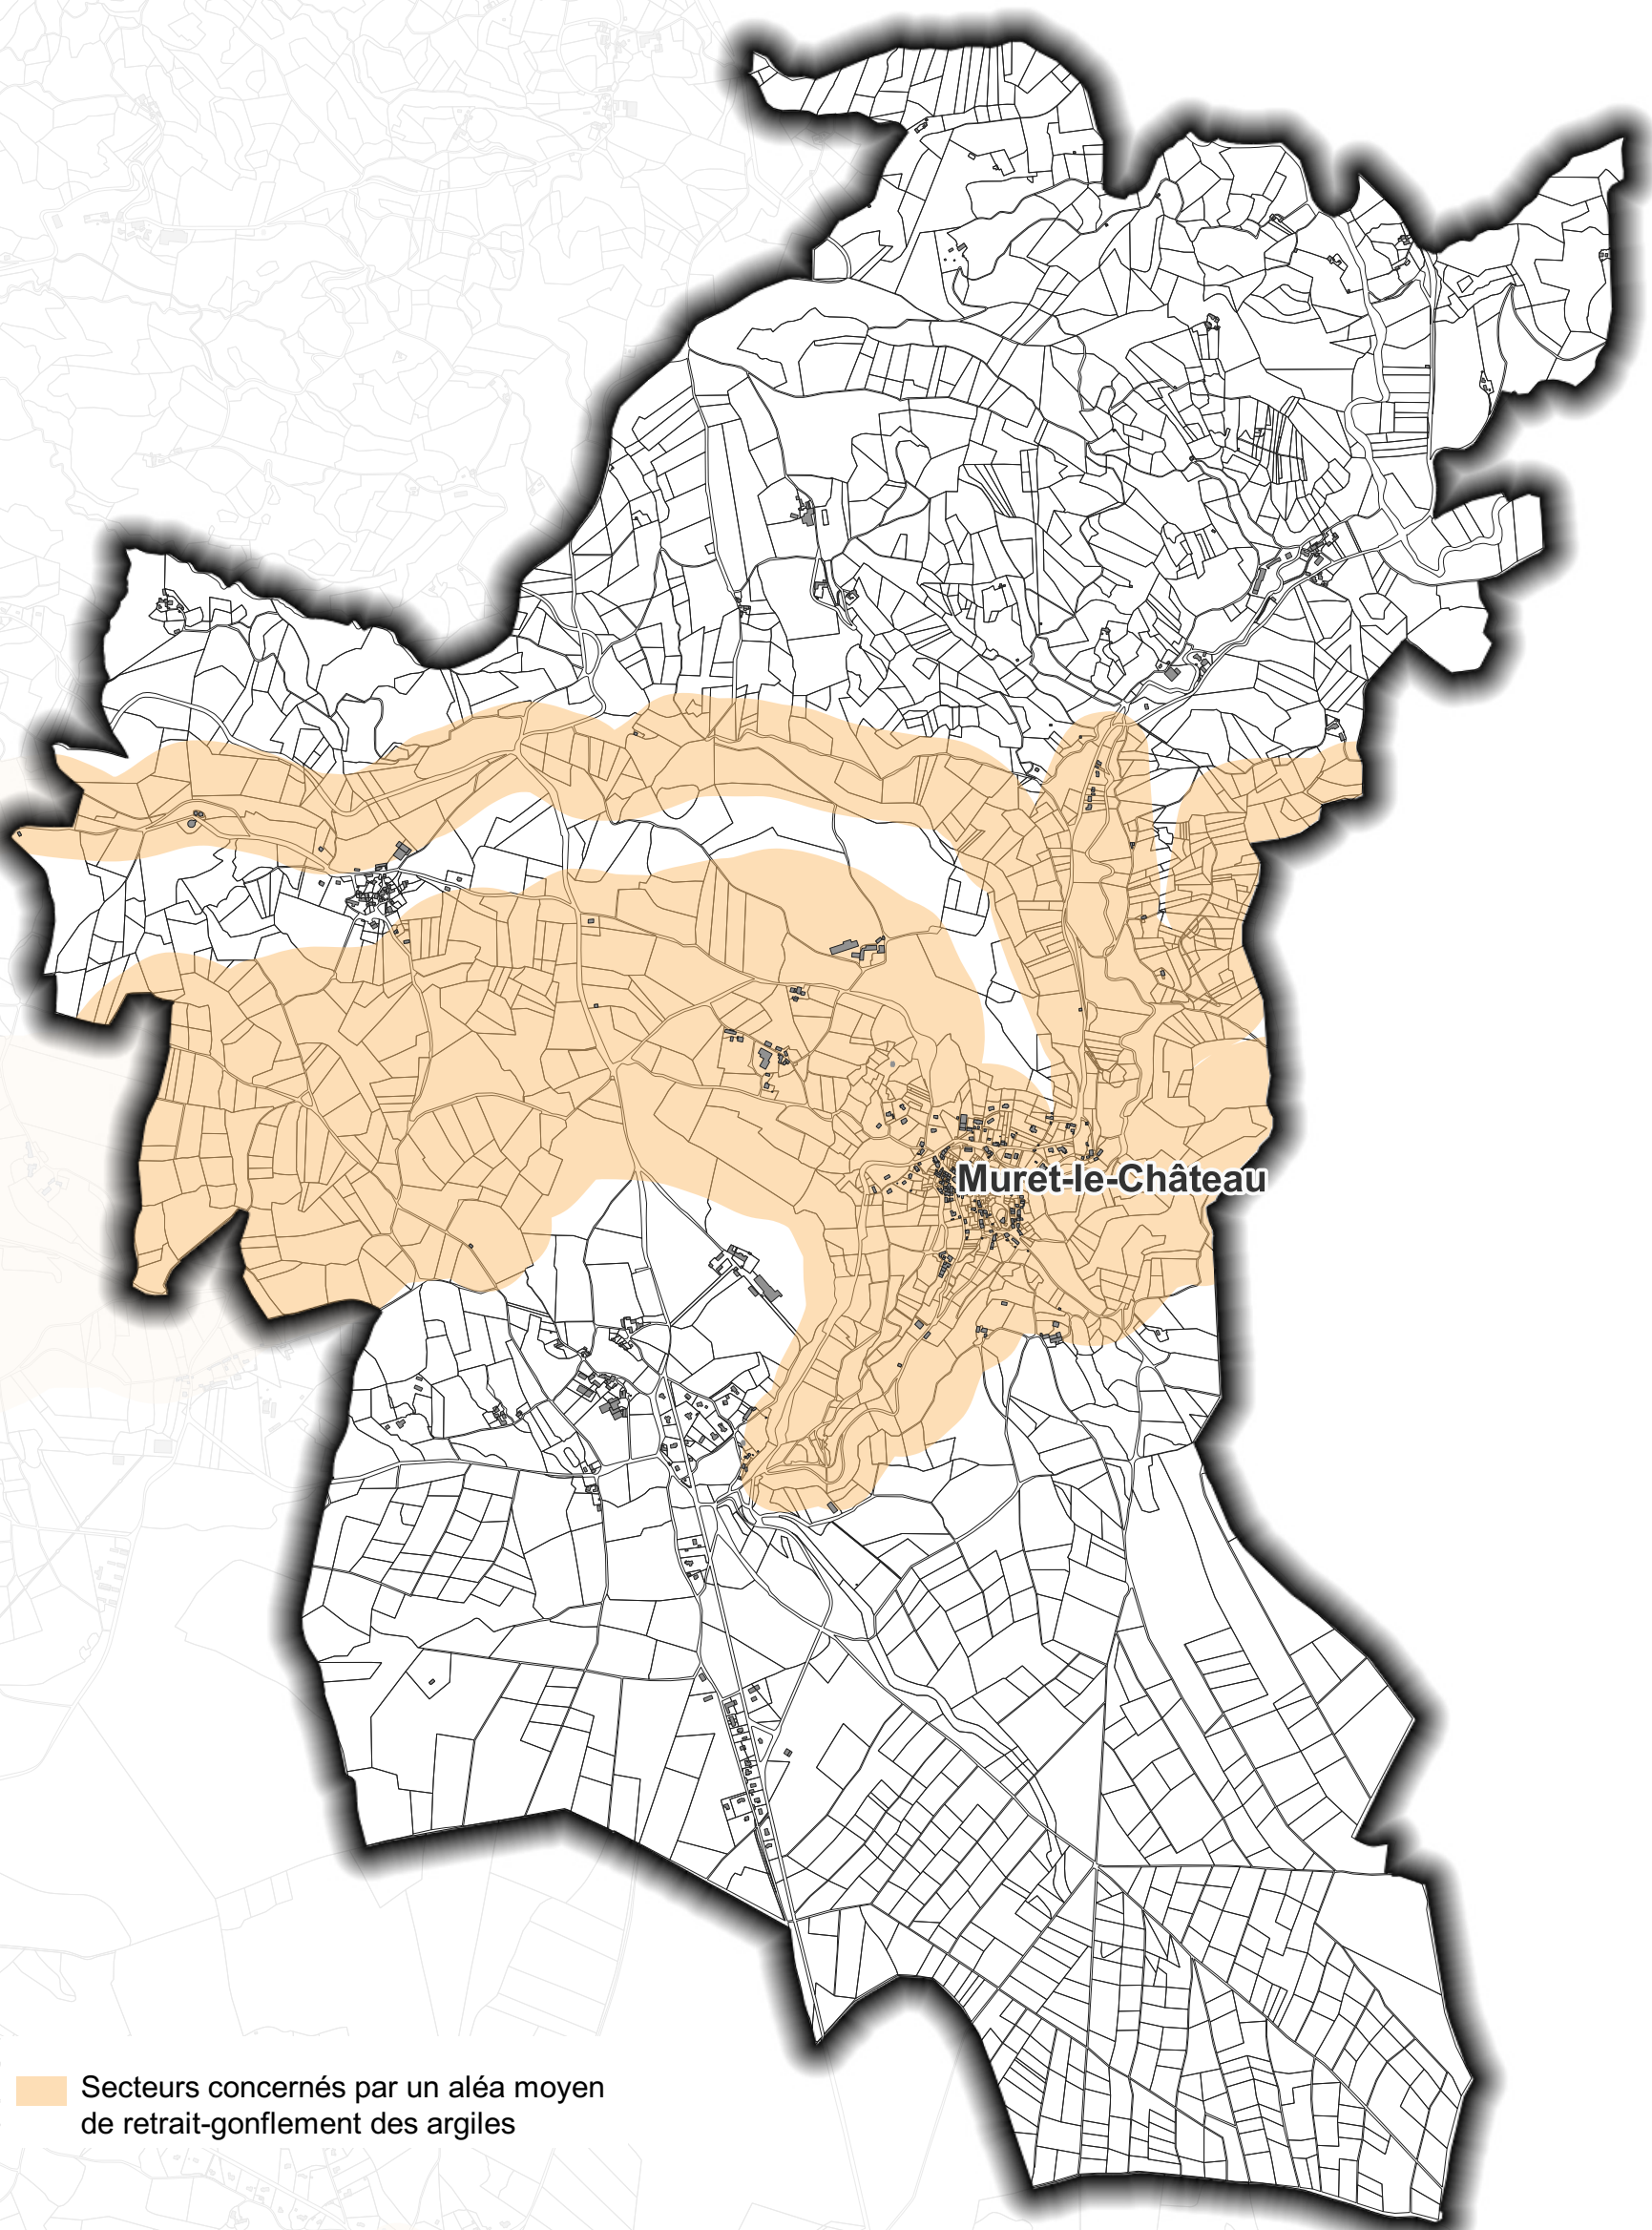 Muret-le-Château
Secteurs concernés par un aléa moyen
de retrait-gonflement des argiles